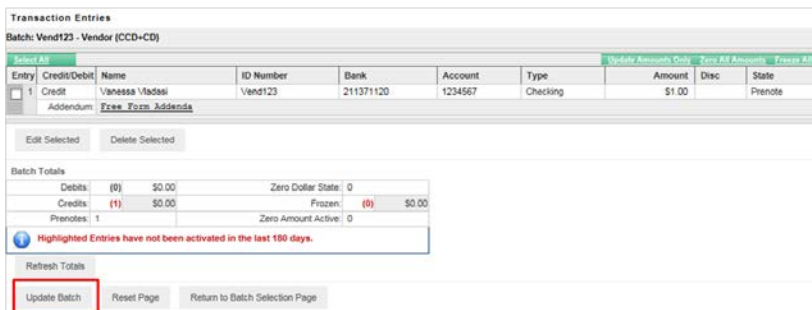 Transaction Entries
Batch: Vend123 - Vendor (CCD+CD)
Select All Update Amounts Only Zero All Amounts Freeze All
Entry Credit/Debit Name ID Number Bank Account Type Amount Disc State
1 Credit Vanessa Vladasi Vend123 211371120 1234567 Checking $1.00 Prenote
Addendum: Free Form Addenda
Edit Selected Delete Selected
Batch Totals
Debits: (0) $0.00 Zero Dollar State: 0
Credits: (1) $0.00 Frozen: (0) $0.00
Prenotes: 1 Zero Amount Active: 0
Highlighted Entries have not been activated in the last 180 days.
Refresh Totals
Update Batch Reset Page Return to Batch Selection Page